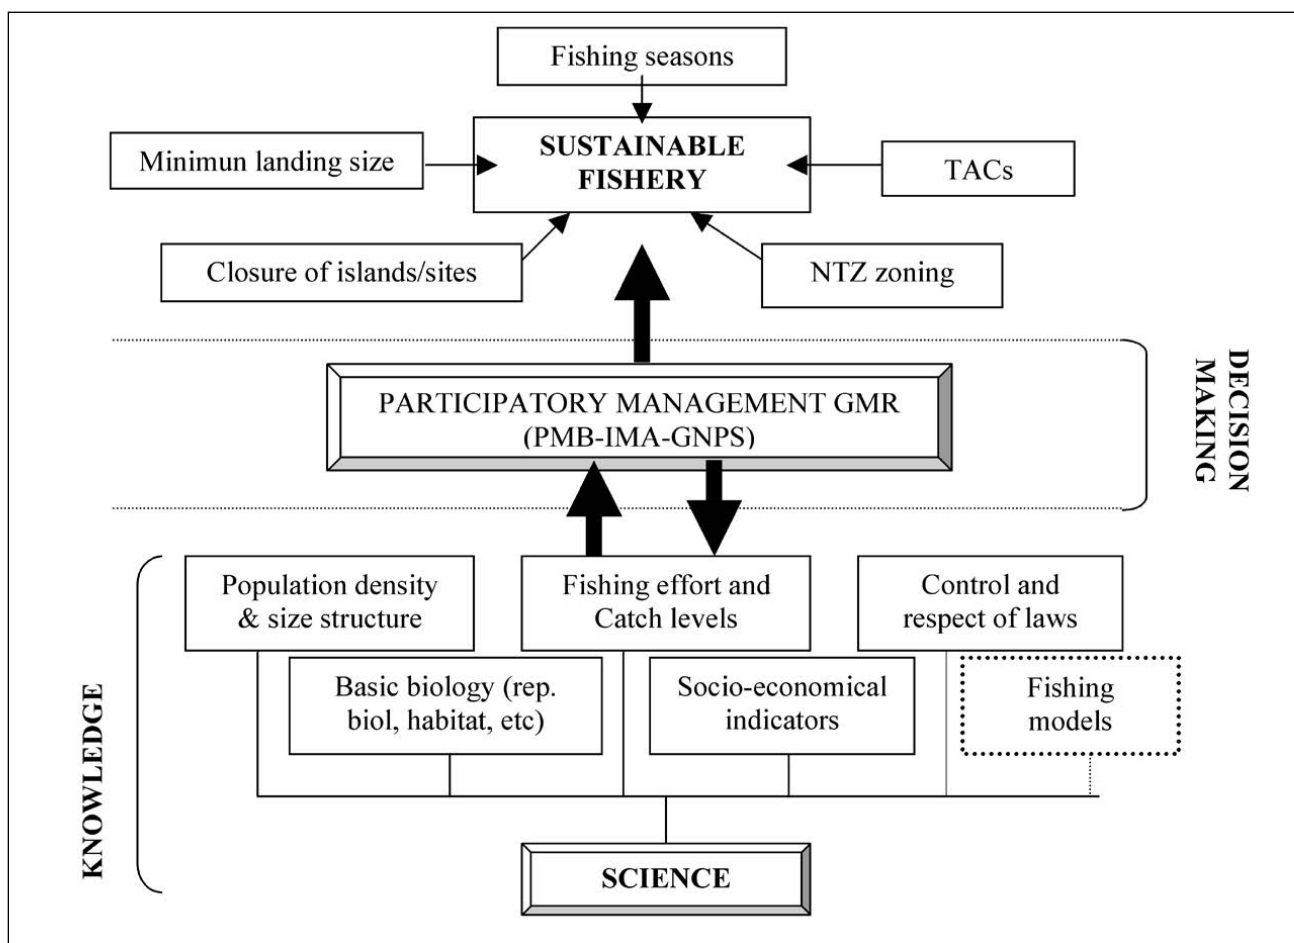 Fishing seasons
SUSTAINABLE
FISHERY
Minimun landing size
TACs
Closure of islands/sites
NTZ zoning
DECISION
MAKING
PARTICIPATORY MANAGEMENT GMR
(PMB-IMA-GNPS)
KNOWLEDGE
Population density
& size structure
Fishing effort and
Catch levels
Control and
respect of laws
Basic biology (rep.
biol, habitat, etc)
Socio-economical
indicators
Fishing
models
SCIENCE